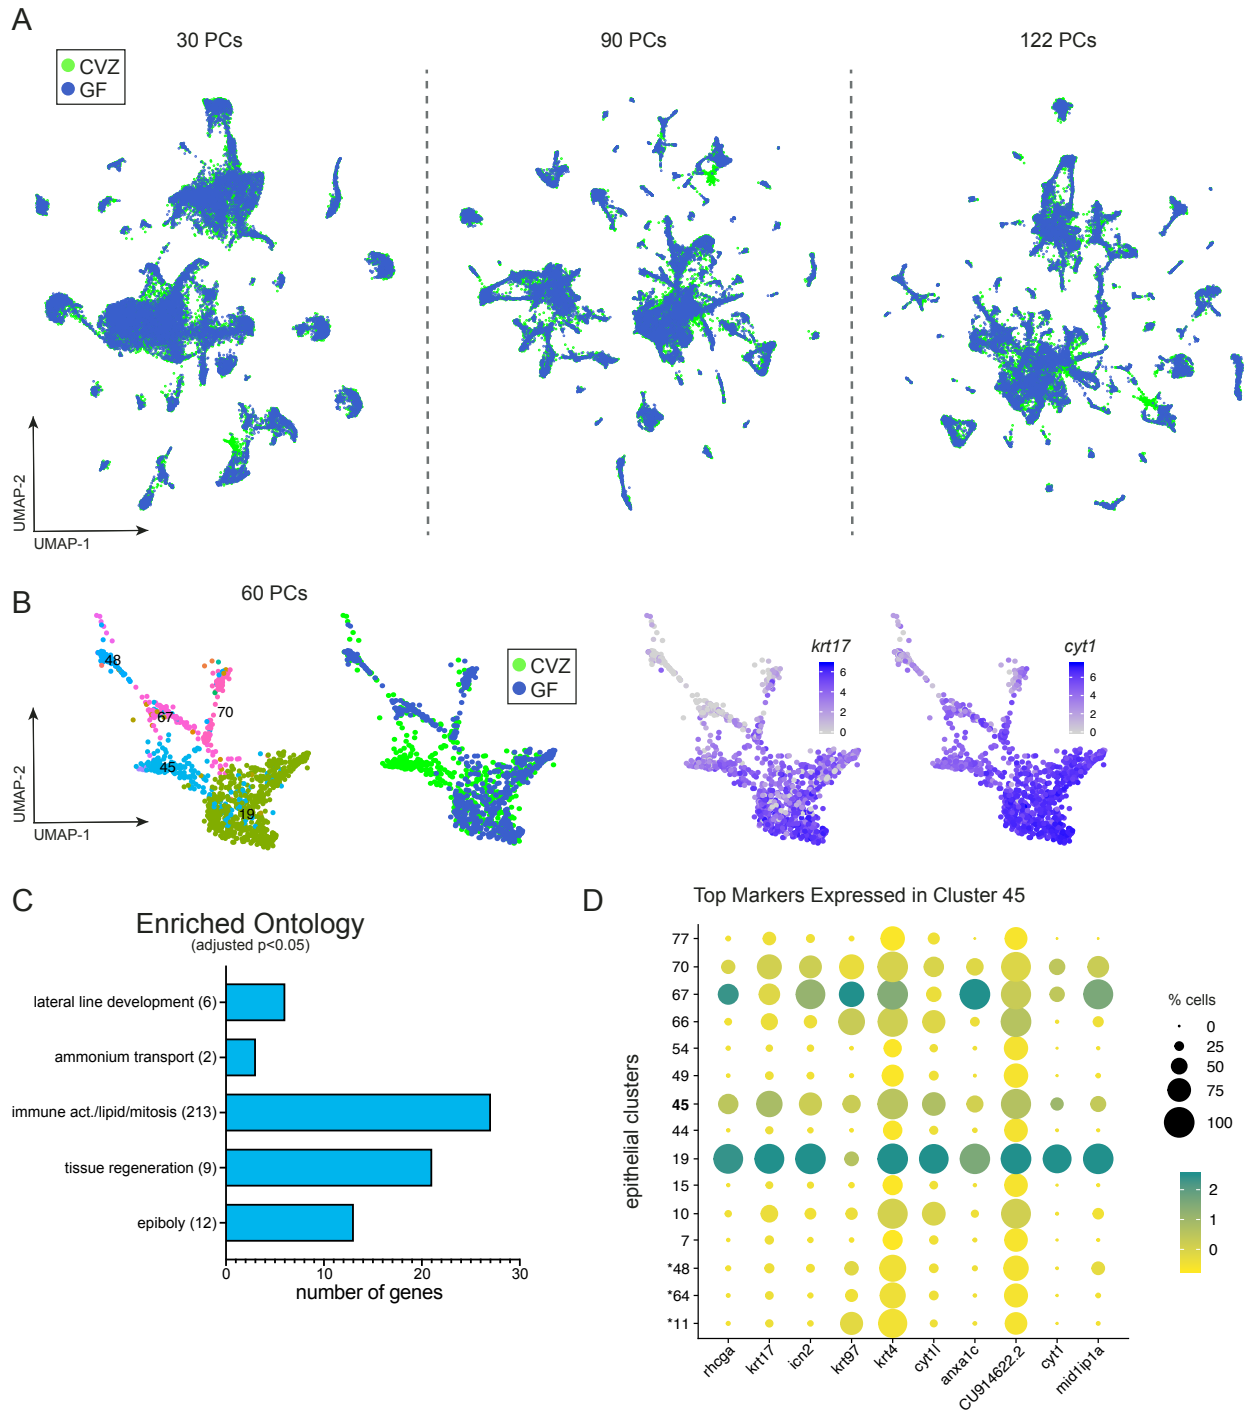 A
30 PCs
90 PCs
122 PCs
CVZ
GF
UMAP-2
UMAP-1
B
60 PCs
48
67
70
45
19
CVZ
GF
krt17
6
4
2
0
cyt1
6
4
2
0
UMAP-2
UMAP-1
C
Enriched Ontology
(adjusted p<0.05)
lateral line development (6)
ammonium transport (2)
immune act./lipid/mitosis (213)
tissue regeneration (9)
epiboly (12)
0
10
20
30
number of genes
D
Top Markers Expressed in Cluster 45
epithelial clusters
77
70
67
66
54
49
45
44
19
15
10
7
*48
*64
*11
rhcga
krt17
icn2
krt97
krt4
cyt1l
anxa1c
CU914622.2
cyt1
mid1ip1a
% cells
0
25
50
75
100
2
1
0